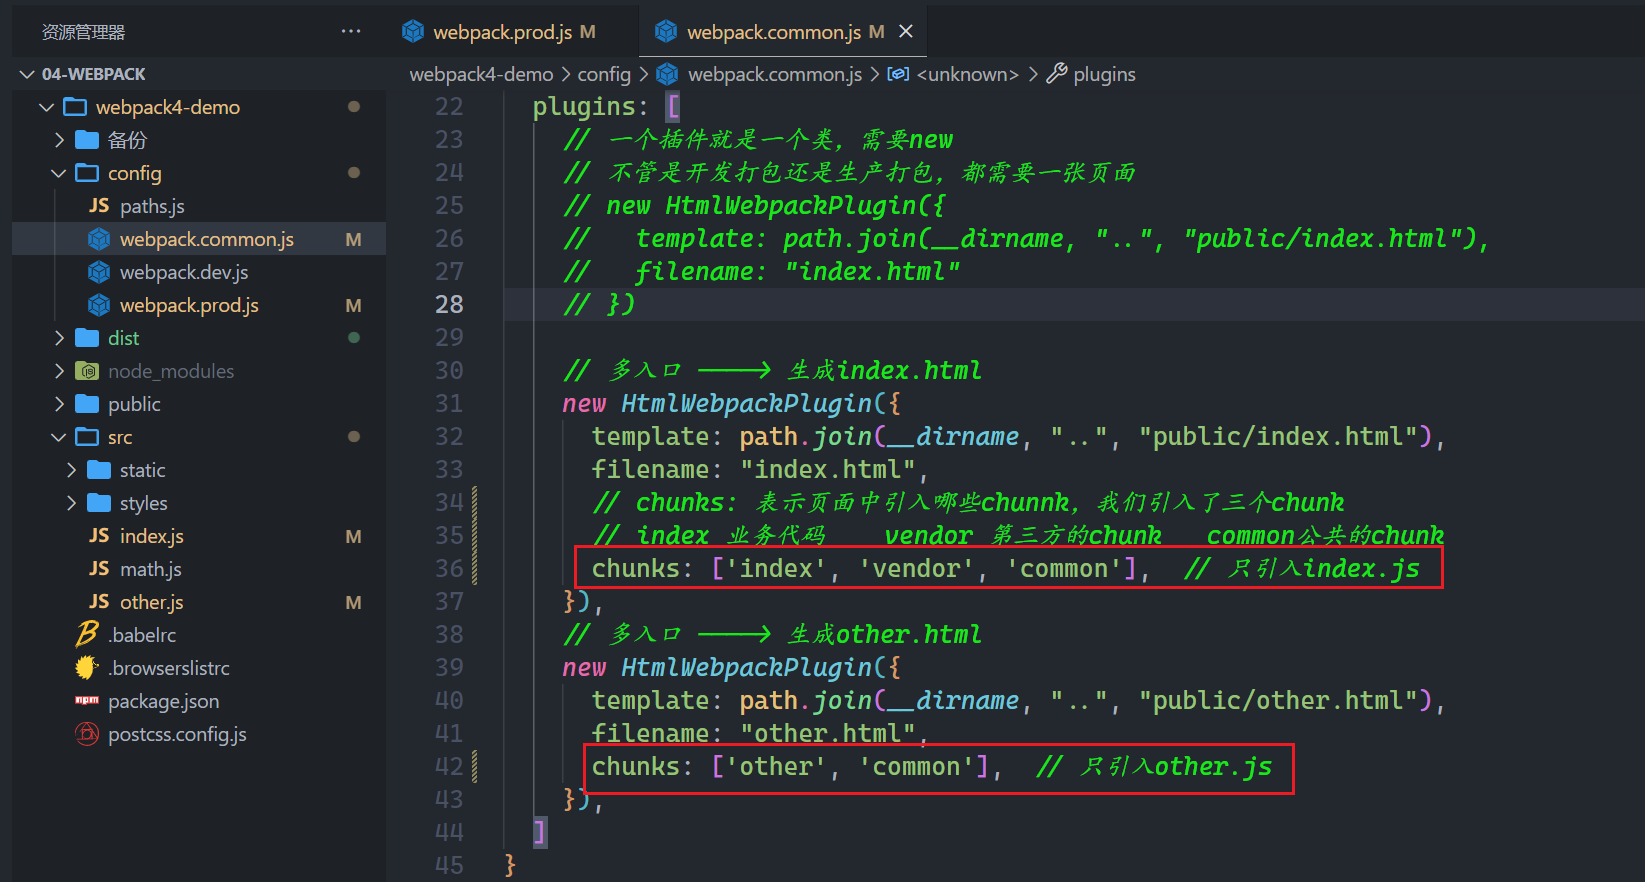 资源管理器 ···
webpack.prod.js M
webpack.common.js M
04-WEBPACK
webpack4-demo
备份
config
JS paths.js
webpack.common.js M
webpack.dev.js
webpack.prod.js M
dist
node_modules
public
src
static
styles
JS index.js M
JS math.js
JS other.js M
.babelrc
.browserslistrc
npm package.json
postcss.config.js
webpack4-demo > config > webpack.common.js > <unknown> > plugins
22 plugins: [
23 // 一个插件就是一个类，需要new
24 // 不管是开发打包还是生产打包，都需要一张页面
25 // new HtmlWebpackPlugin({
26 //   template: path.join(__dirname, "..", "public/index.html"),
27 //   filename: "index.html"
28 // })
29
30 // 多入口 ----> 生成index.html
31 new HtmlWebpackPlugin({
32 template: path.join(__dirname, "..", "public/index.html"),
33 filename: "index.html",
34 // chunks: 表示页面中引入哪些chunnk，我们引入了三个chunk
35 // index 业务代码    vendor 第三方的chunk   common公共的chunk
36 chunks: ['index', 'vendor', 'common'],  // 只引入index.js
37 }),
38 // 多入口 ----> 生成other.html
39 new HtmlWebpackPlugin({
40 template: path.join(__dirname, "..", "public/other.html"),
41 filename: "other.html",
42 chunks: ['other', 'common'],  // 只引入other.js
43 }),
44 ]
45 }